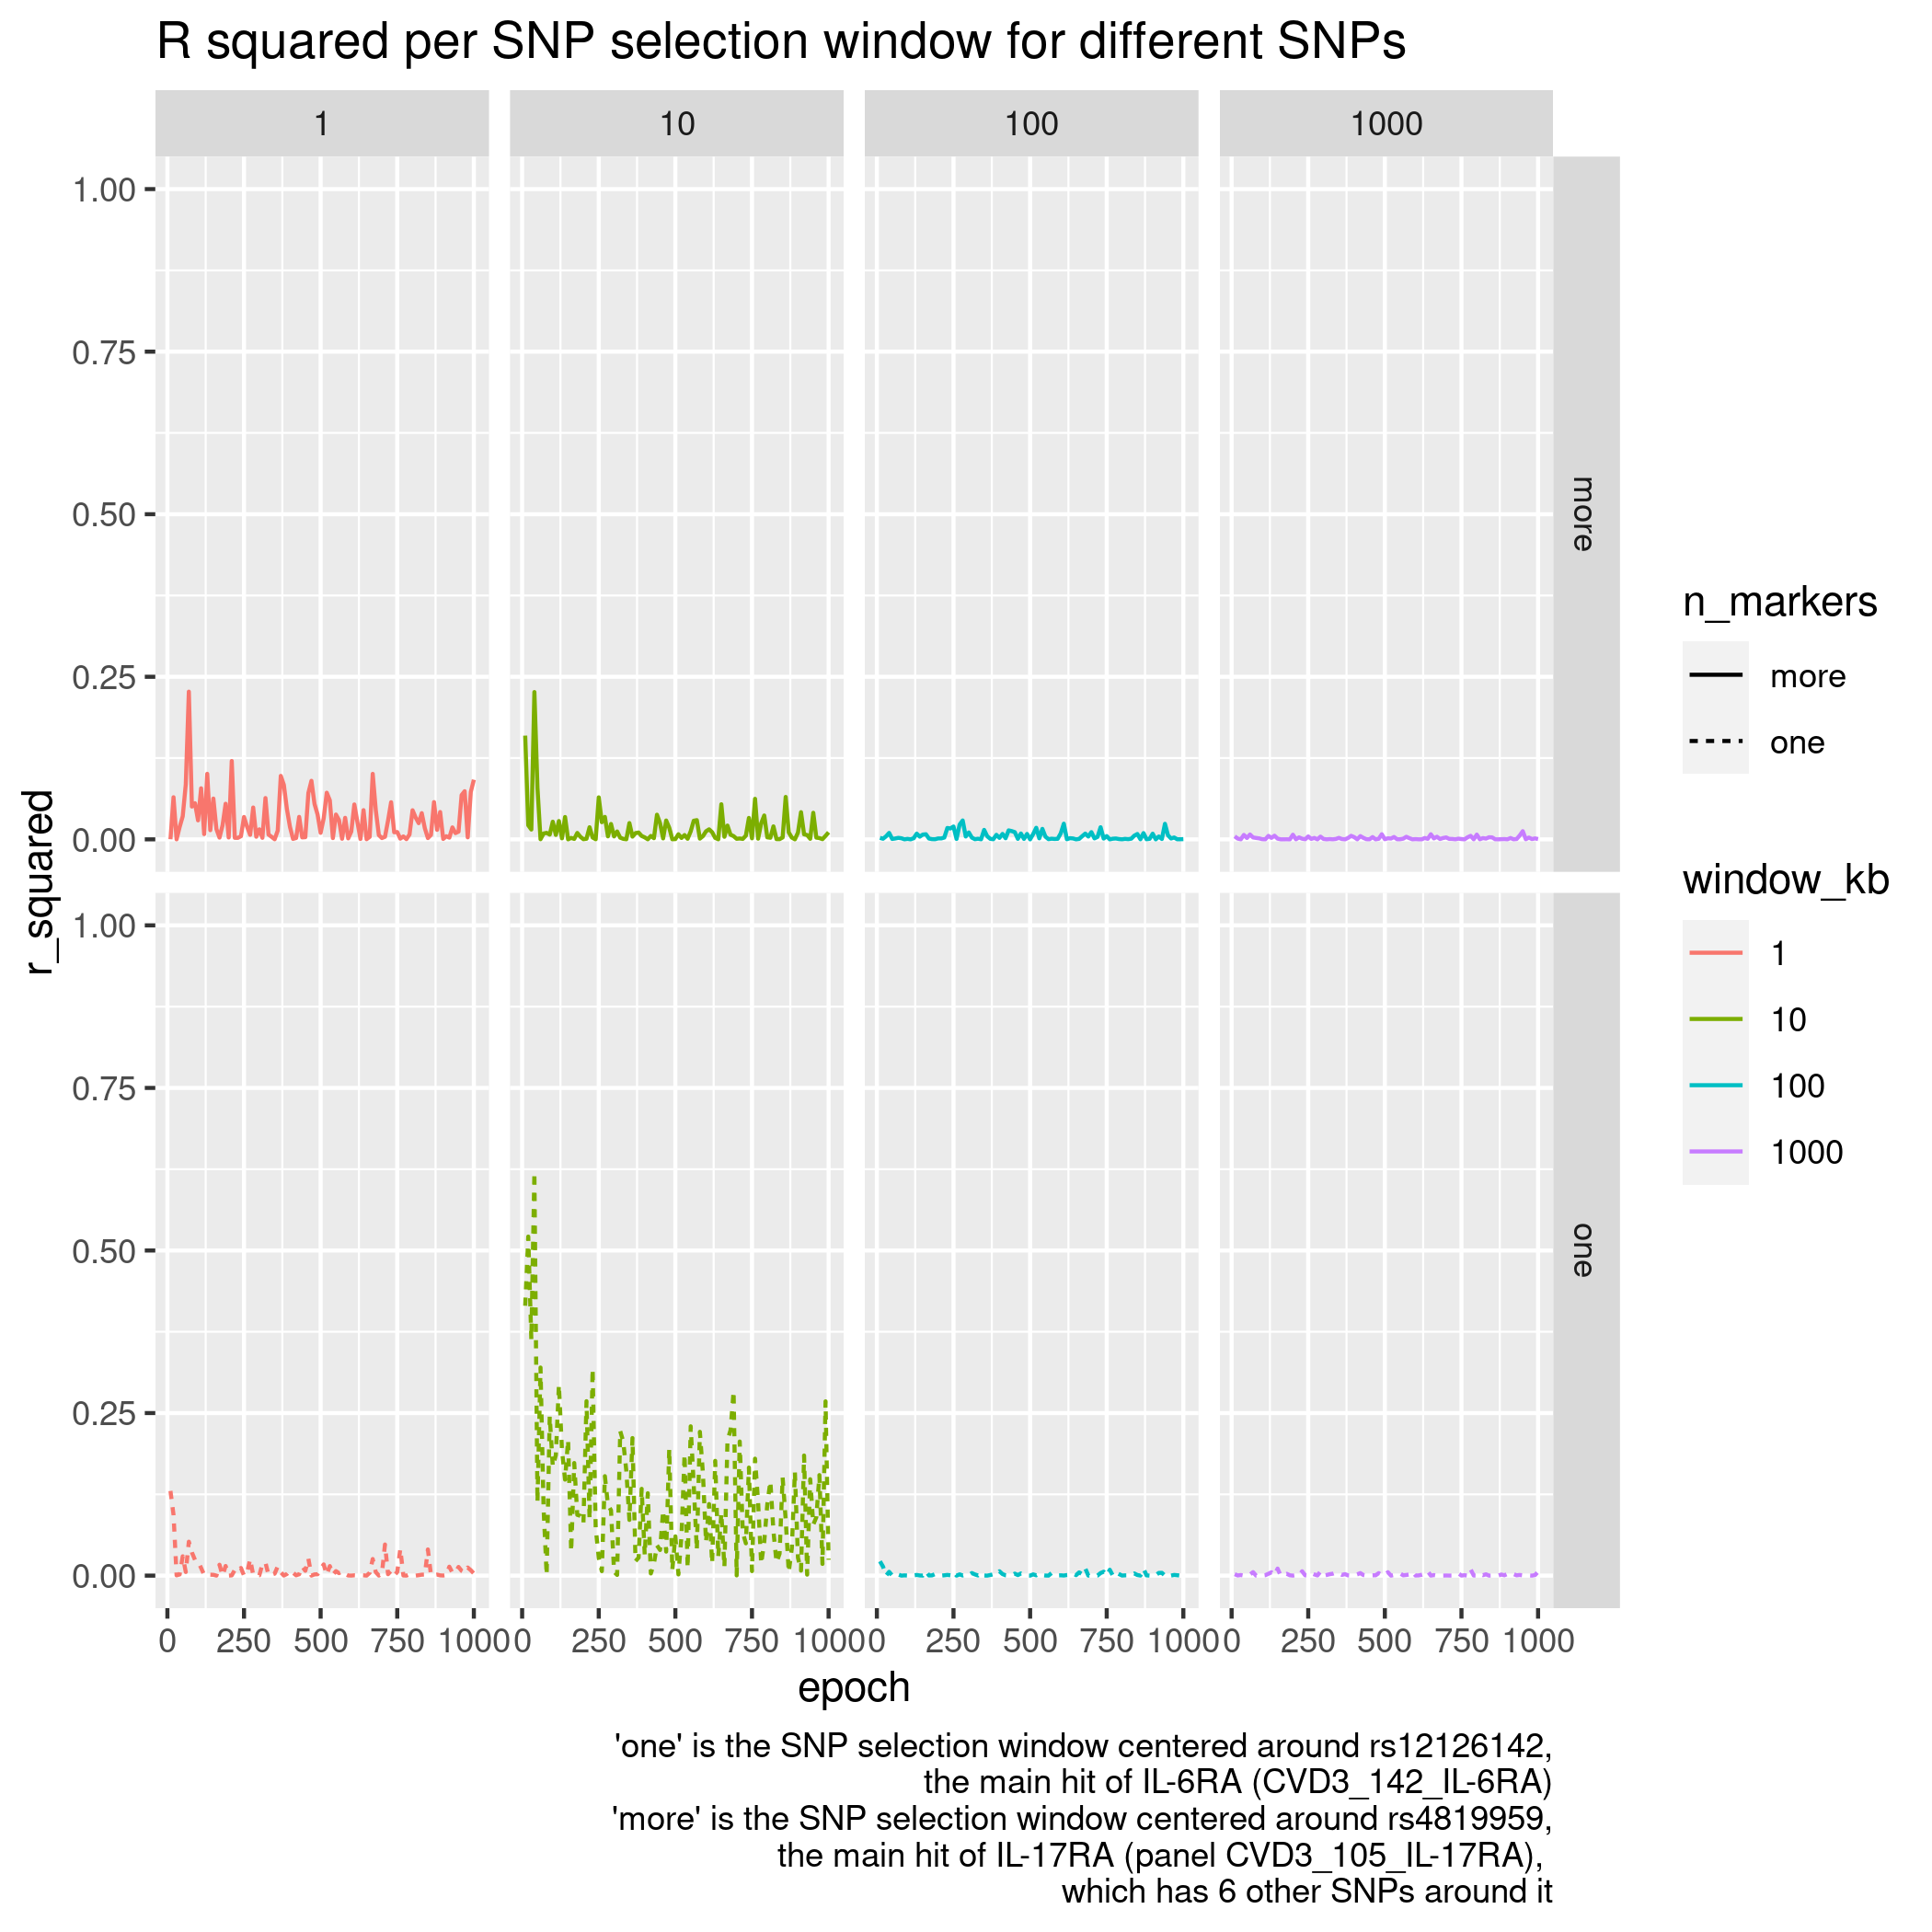 R squared per SNP selection window for different SNPs
1 10 100 1000
1.00
0.75
0.50
0.25
0.00
more
1.00
0.75
0.50
0.25
0.00
one
r_squared
0 250 500 750 1000 0 250 500 750 1000 0 250 500 750 1000 0 250 500 750 1000
epoch
n_markers
more
one
window_kb
1
10
100
1000
'one' is the SNP selection window centered around rs12126142,
the main hit of IL-6RA (CVD3_142_IL-6RA)
'more' is the SNP selection window centered around rs4819959,
the main hit of IL-17RA (panel CVD3_105_IL-17RA),
which has 6 other SNPs around it